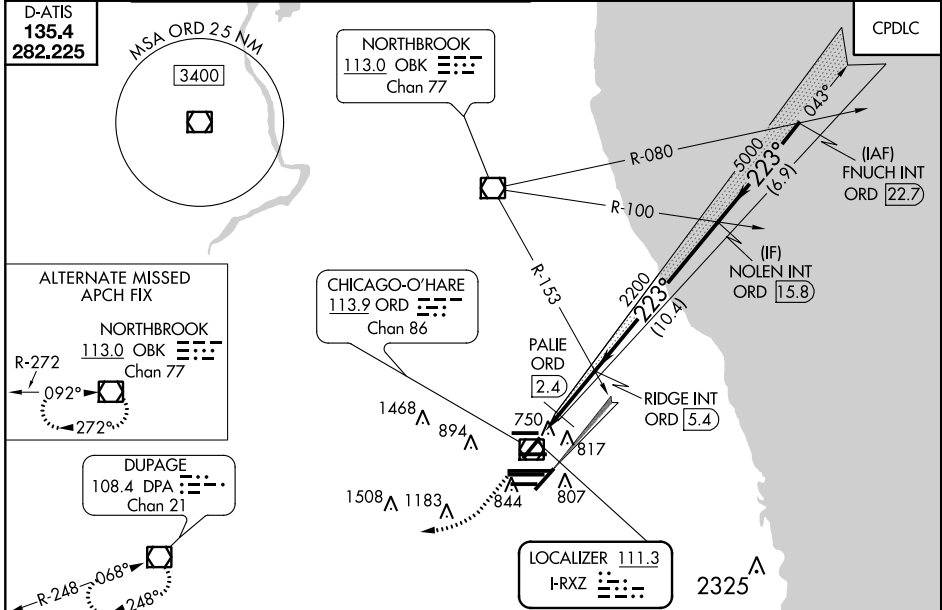 D-ATIS
135.4
282.225
MSA ORD 25 NM
3400
NORTHBROOK
113.0 OBK
Chan 77
CPDLC
043°
R-080
5000
223°
(6.9)
(IAF)
FNUCH INT
ORD 22.7
R-100
(IF)
NOLEN INT
ORD 15.8
R-153
2200
223°
(10.4)
ALTERNATE MISSED
APCH FIX
NORTHBROOK
113.0 OBK
Chan 77
R-272
092°
272°
CHICAGO-O'HARE
113.9 ORD
Chan 86
PALIE
ORD
2.4
RIDGE INT
ORD 5.4
1468
894
750
817
1508
1183
844
807
DUPAGE
108.4 DPA
Chan 21
R-248
068°
248°
LOCALIZER 111.3
I-RXZ
2325